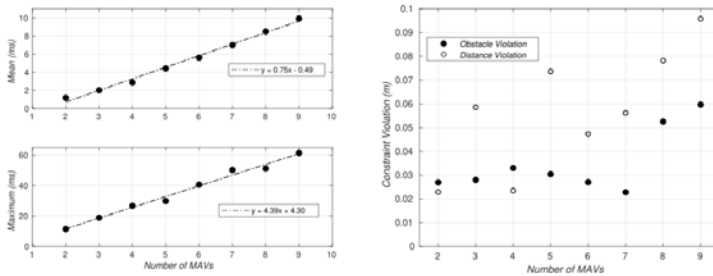 10
8
6
4
2
0
Mean (ms)
y = 0.75x - 0.49
1 2 3 4 5 6 7 8 9 10
60
40
20
0
Maximum (ms)
y = 4.39x + 4.30
1 2 3 4 5 6 7 8 9 10
Number of MAVs
0.1
0.09
0.08
0.07
0.06
0.05
0.04
0.03
0.02
0.01
0
Constraint Violation (m)
Obstacle Violation
Distance Violation
2 3 4 5 6 7 8 9
Number of MAVs